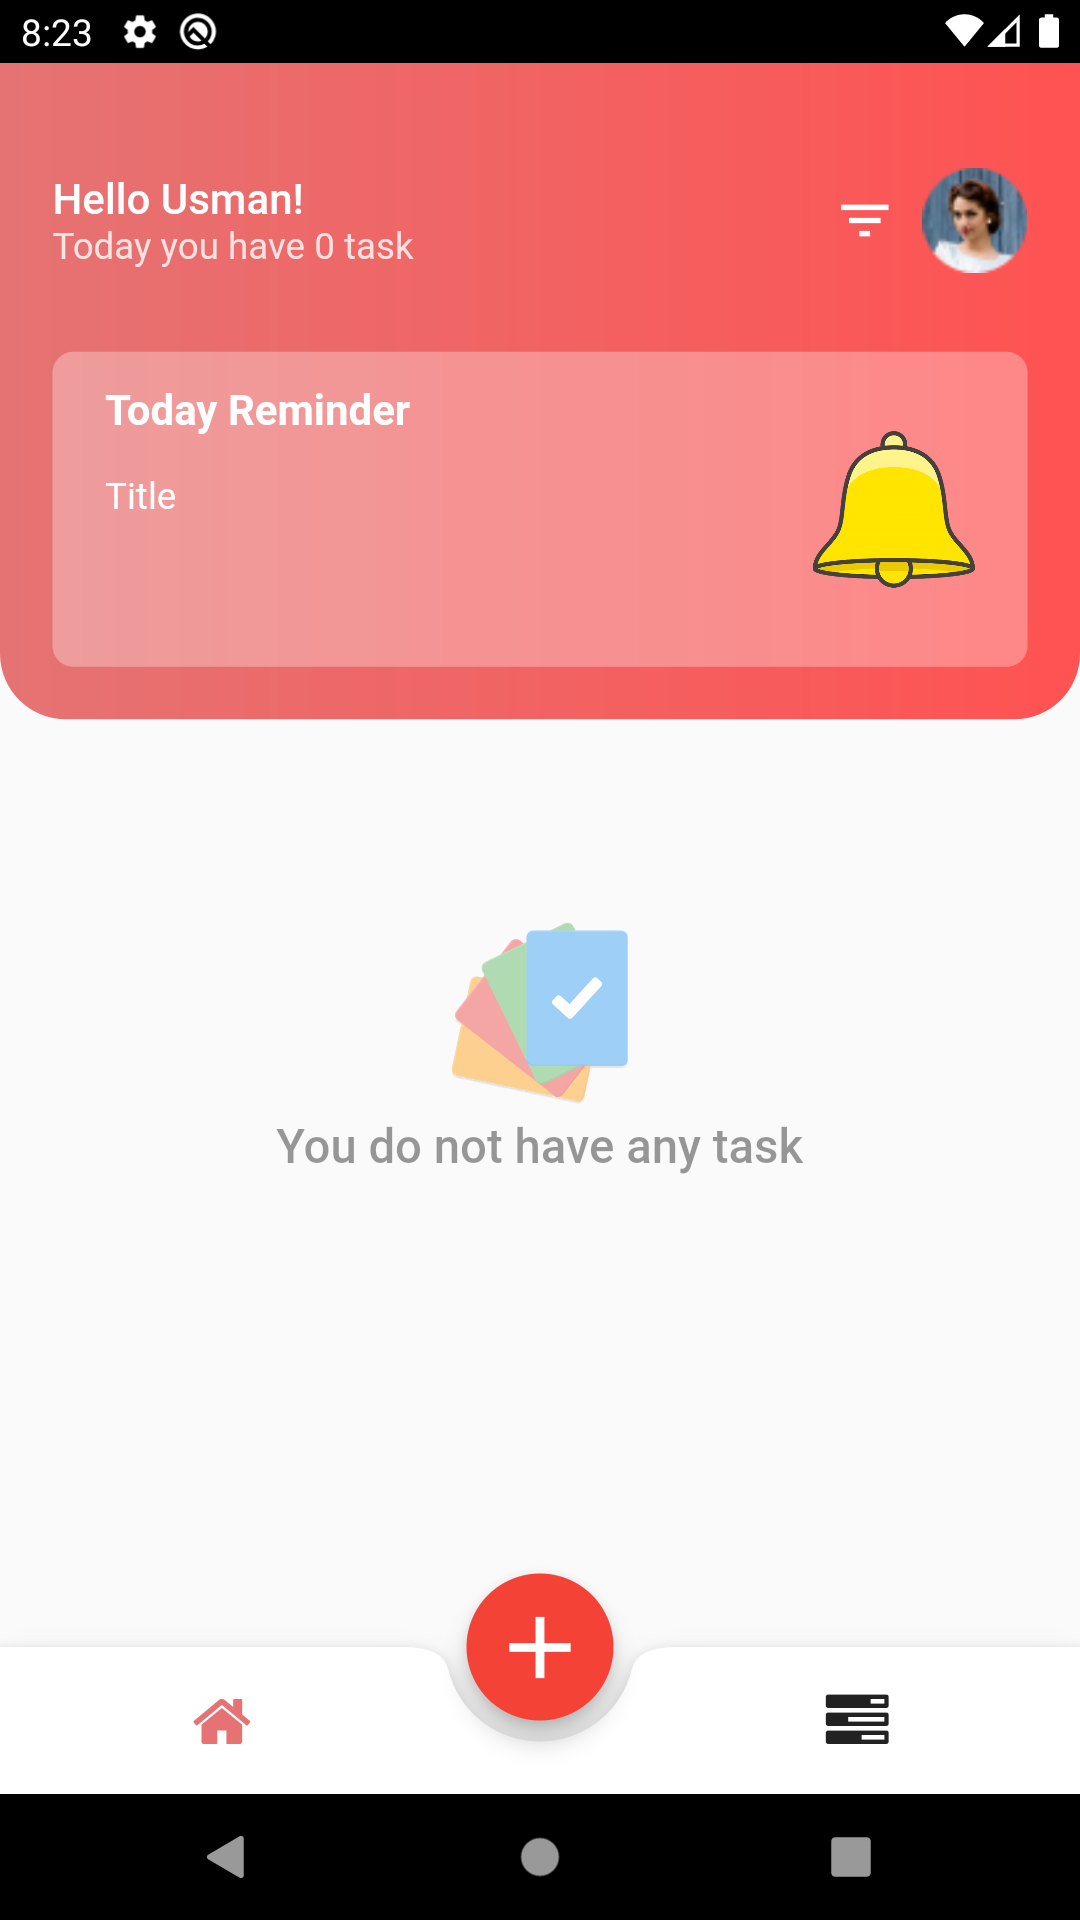 8:23
Hello Usman!
Today you have 0 task
Today Reminder
Title
You do not have any task